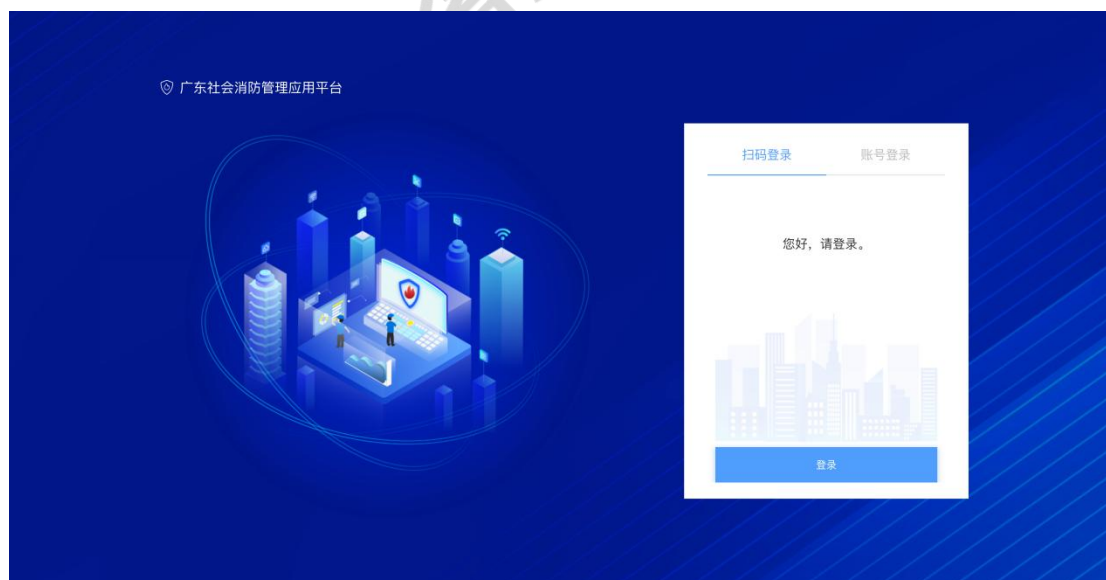 广东社会消防管理应用平台
扫码登录 账号登录
您好，请登录。
登录